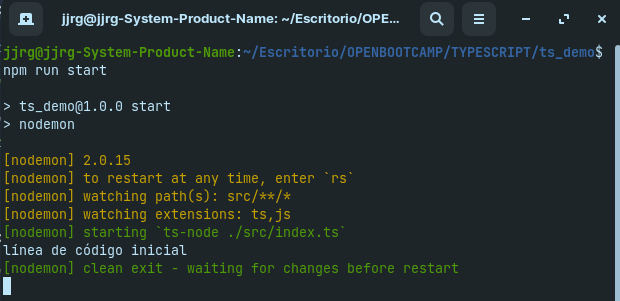 jjrg@jjrg-System-Product-Name: ~/Escritorio/OPE...
jjrg@jjrg-System-Product-Name:~/Escritorio/OPENBOOTCAMP/TYPESCRIPT/ts_demo$
npm run start
> ts_demo@1.0.0 start
> nodemon
[nodemon] 2.0.15
[nodemon] to restart at any time, enter `rs`
[nodemon] watching path(s): src/**/*
[nodemon] watching extensions: ts,js
[nodemon] starting `ts-node ./src/index.ts`
línea de código inicial
[nodemon] clean exit - waiting for changes before restart